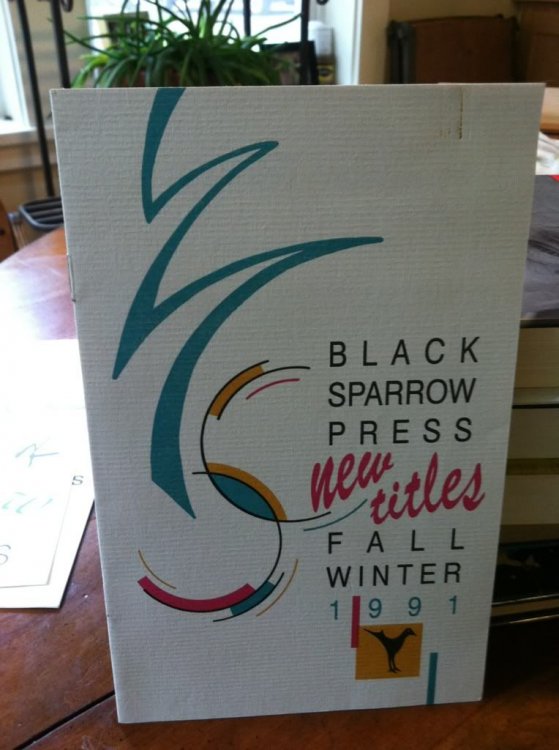 BLACK
SPARROW
PRESS
new
titles
FALL
WINTER
1991